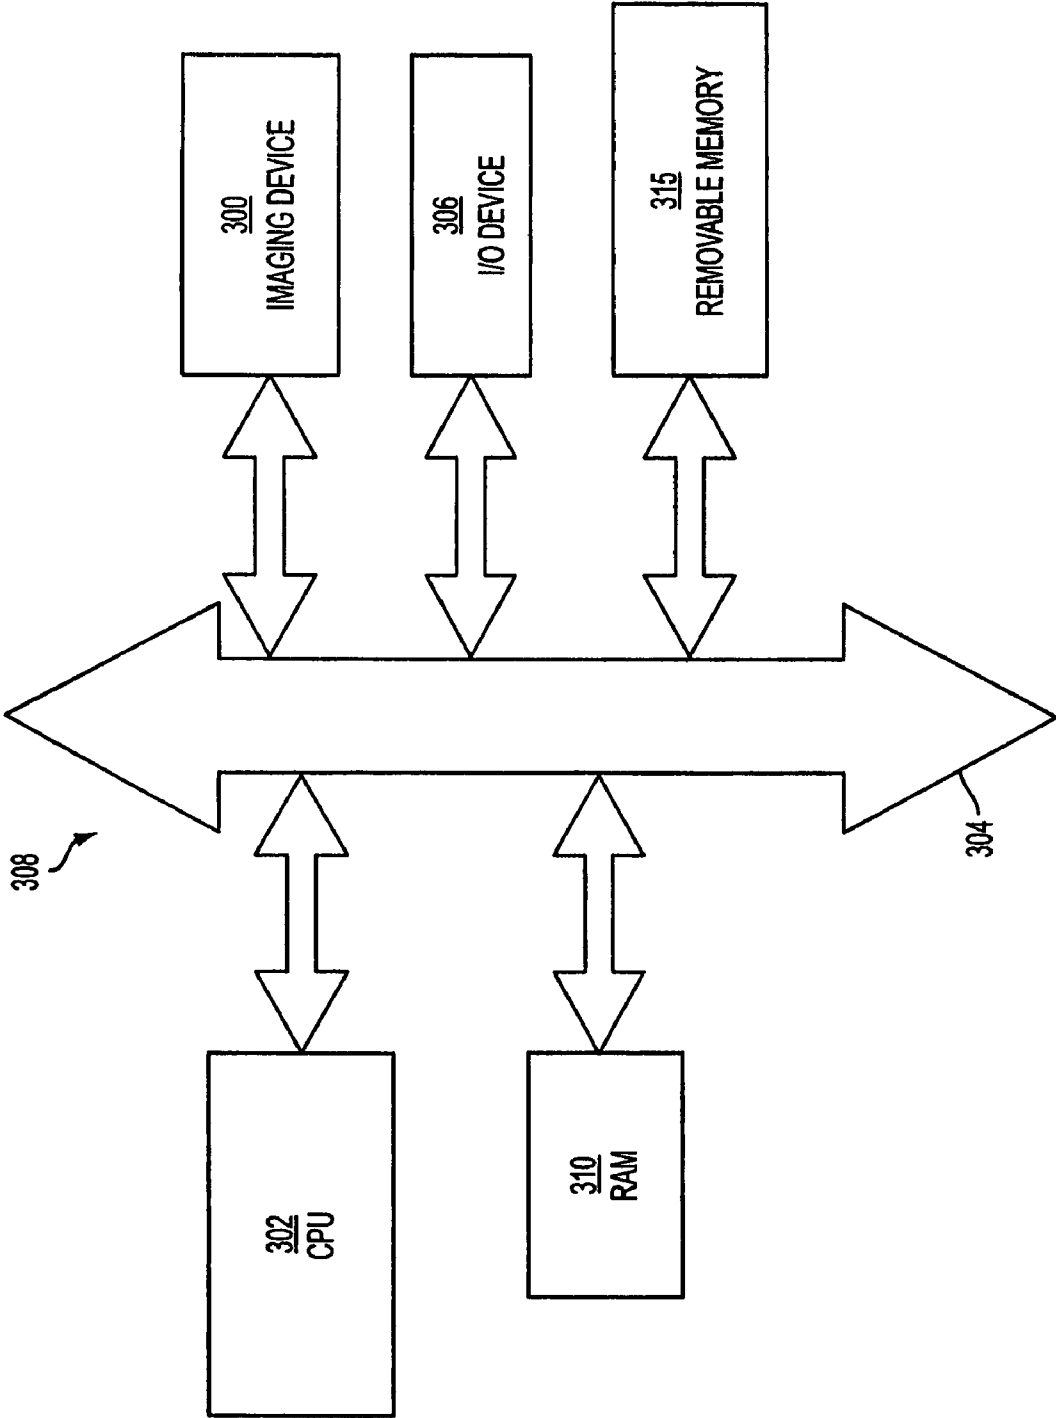 308
302
CPU
310
RAM
304
300
IMAGING DEVICE
306
I/O DEVICE
315
REMOVABLE MEMORY